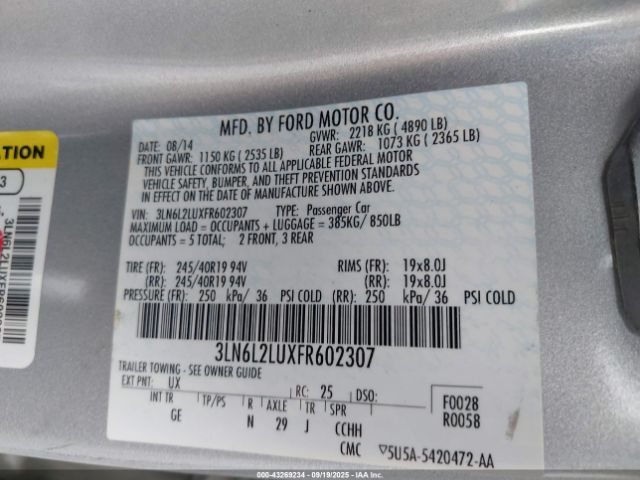 MFD. BY FORD MOTOR CO.
DATE: 08/14
GVWR: 2218 KG ( 4890 LB)
FRONT GAWR: 1150 KG ( 2535 LB)
REAR GAWR: 1073 KG ( 2365 LB)
THIS VEHICLE CONFORMS TO ALL APPLICABLE FEDERAL MOTOR
VEHICLE SAFETY, BUMPER, AND THEFT PREVENTION STANDARDS
IN EFFECT ON THE DATE OF MANUFACTURE SHOWN ABOVE.
VIN: 3LN6L2LUXFR602307 TYPE: Passenger Car
MAXIMUM LOAD = OCCUPANTS + LUGGAGE = 385KG/ 850LB
OCCUPANTS = 5 TOTAL; 2 FRONT, 3 REAR
TIRE (FR): 245/40R19 94V RIMS (FR): 19x8.0J
(RR): 245/40R19 94V (RR): 19x8.0J
PRESSURE (FR): 250 kPa/ 36 PSI COLD (RR): 250 kPa/ 36 PSI COLD
3LN6L2LUXFR602307
TRAILER TOWING - SEE OWNER GUIDE
EXT PNT: UX RC: 25 DSO: F0028
INT TR TP/PS R AXLE TR SPR R0058
GE N 29 J CCHH
CMC ▽5U5A-5420472-AA
© IAA Holdings, LLC 000-43269234 - 09/19/2025 - iaai.com